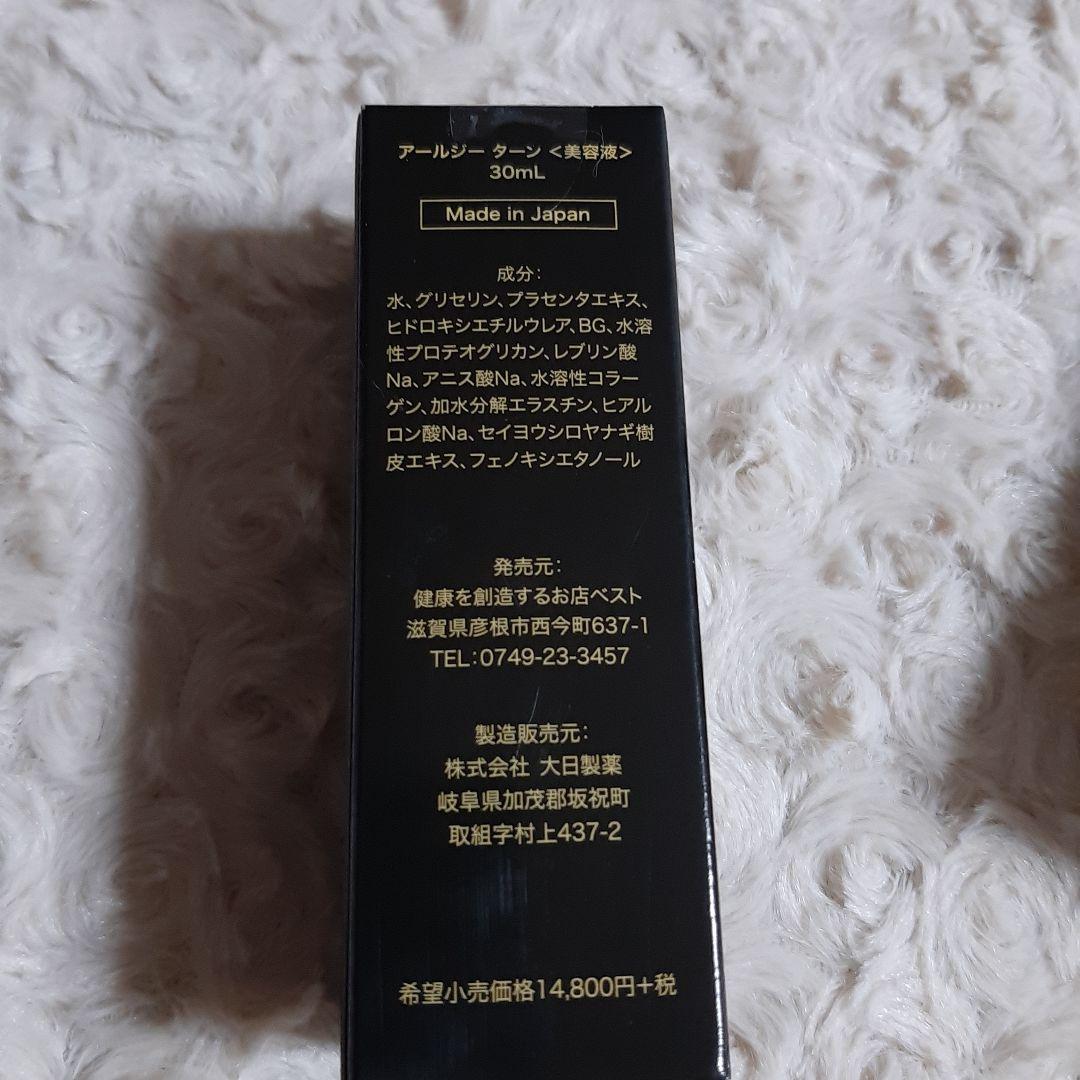 アールジー ターン <美容液>
30mL
Made in Japan
成分:
水、グリセリン、プラセンタエキス、
ヒドロキシエチルウレア、BG、水溶
性プロテオグリカン、レブリン酸
Na、アニス酸Na、水溶性コラー
ゲン、加水分解エラスチン、ヒアル
ロン酸Na、セイヨウシロヤナギ樹
皮エキス、フェノキシエタノール
発売元:
健康を創造するお店ベスト
滋賀県彦根市西今町637-1
TEL:0749-23-3457
製造販売元:
株式会社 大日製薬
岐阜県加茂郡坂祝町
取組字村上437-2
希望小売価格14,800円+税